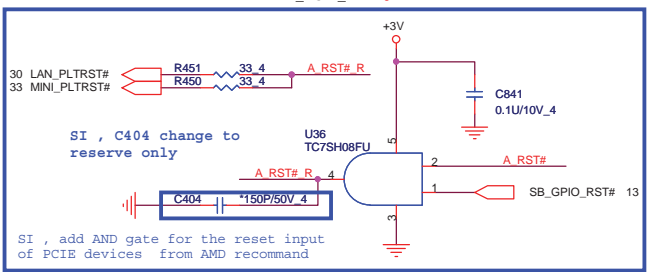 +3V
30 LAN_PLTRST# R451 33_4 A_RST#_R
33 MINI_PLTRST# R450 33_4
C841
0.1U/10V_4
SI , C404 change to
reserve only
U36
TC7SH08FU
5
A_RST#_R 4
2 A_RST#
1 SB_GPIO_RST# 13
C404 *150P/50V_4
3
SI , add AND gate for the reset input
of PCIE devices from AMD recommand